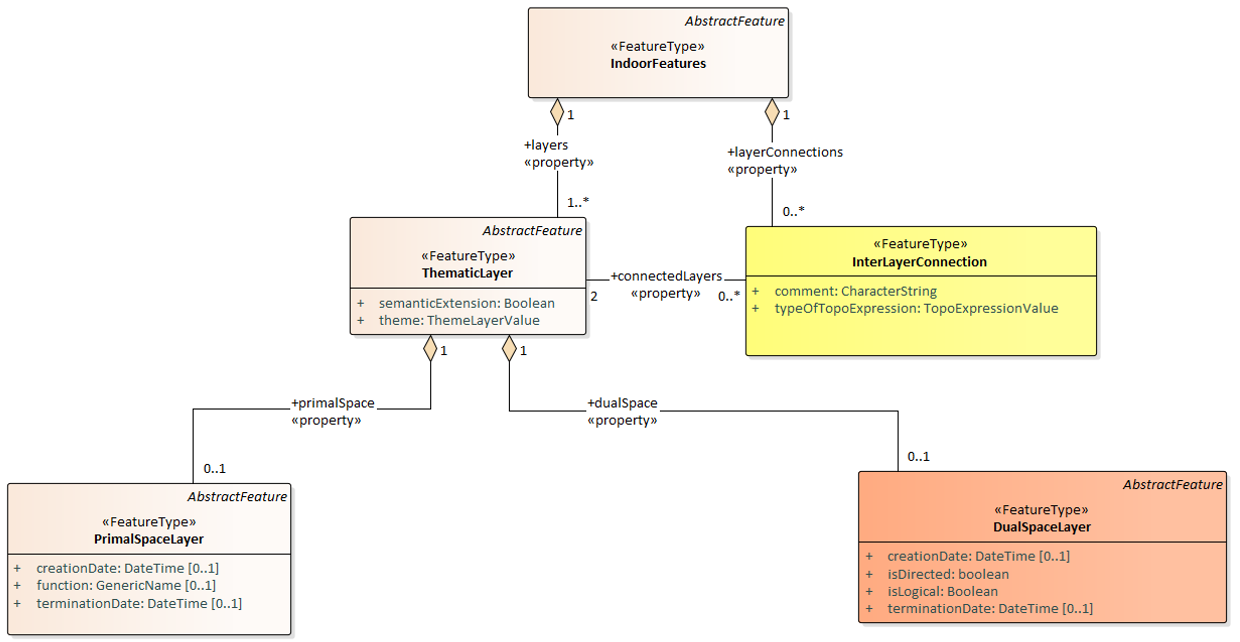 AbstractFeature
«FeatureType»
IndoorFeatures
1
1
+layers
«property»
+layerConnections
«property»
1..*
0..*
AbstractFeature
«FeatureType»
ThematicLayer
+ semanticExtension: Boolean
+ theme: ThemeLayerValue
+connectedLayers
«property»
2
0..*
«FeatureType»
InterLayerConnection
+ comment: CharacterString
+ typeOfTopoExpression: TopoExpressionValue
1
1
+primalSpace
«property»
+dualSpace
«property»
0..1
0..1
AbstractFeature
«FeatureType»
PrimalSpaceLayer
+ creationDate: DateTime [0..1]
+ function: GenericName [0..1]
+ terminationDate: DateTime [0..1]
AbstractFeature
«FeatureType»
DualSpaceLayer
+ creationDate: DateTime [0..1]
+ isDirected: boolean
+ isLogical: Boolean
+ terminationDate: DateTime [0..1]